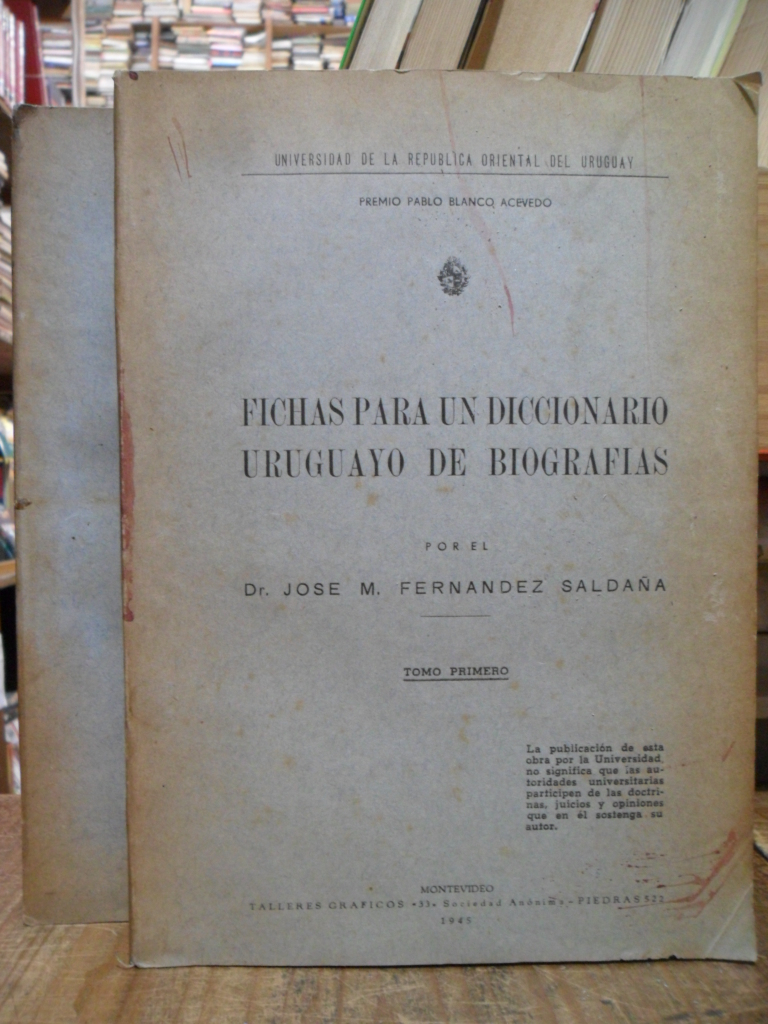 UNIVERSIDAD DE LA REPUBLICA ORIENTAL DEL URUGUAY
PREMIO PABLO BLANCO ACEVEDO
FICHAS PARA UN DICCIONARIO
URUGUAYO DE BIOGRAFIAS
POR EL
Dr. JOSE M. FERNANDEZ SALDAÑA
TOMO PRIMERO
La publicación de esta
obra por la Universidad,
no significa que las au-
toridades universitarias
participen de las doctri-
nas, juicios y opiniones
que en él sostenga su
autor.
MONTEVIDEO
TALLERES GRAFICOS «33» Sociedad Anónima - PIEDRAS 522
1945